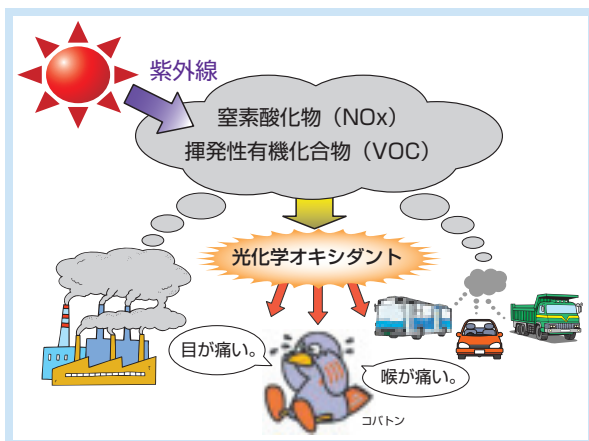 紫外線
窒素酸化物（NOx）
揮発性有機化合物（VOC）
光化学オキシダント
目が痛い。
喉が痛い。
コバトン